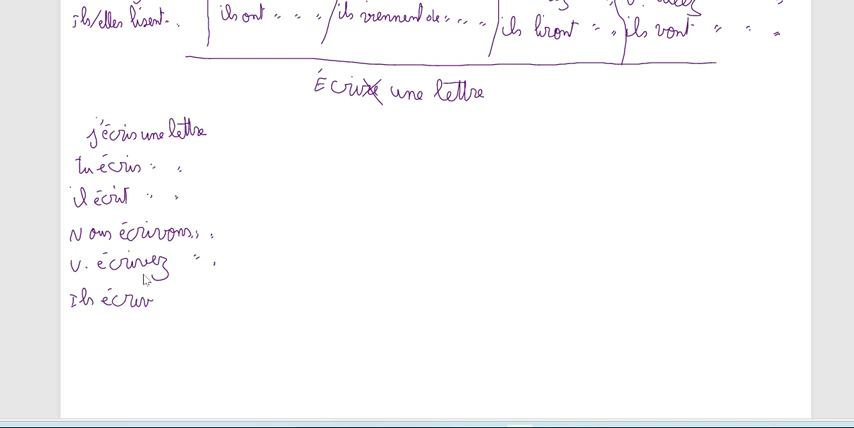 ils/elles lisent - . | ils ont " " " / ils viennent de " " " / ils liront " " / ils vont " " "
Écrire une lettre
j'écris une lettre
tu écris " "
il écrit " "
Nous écrivons " "
V. écrivez " "
Ils écriv